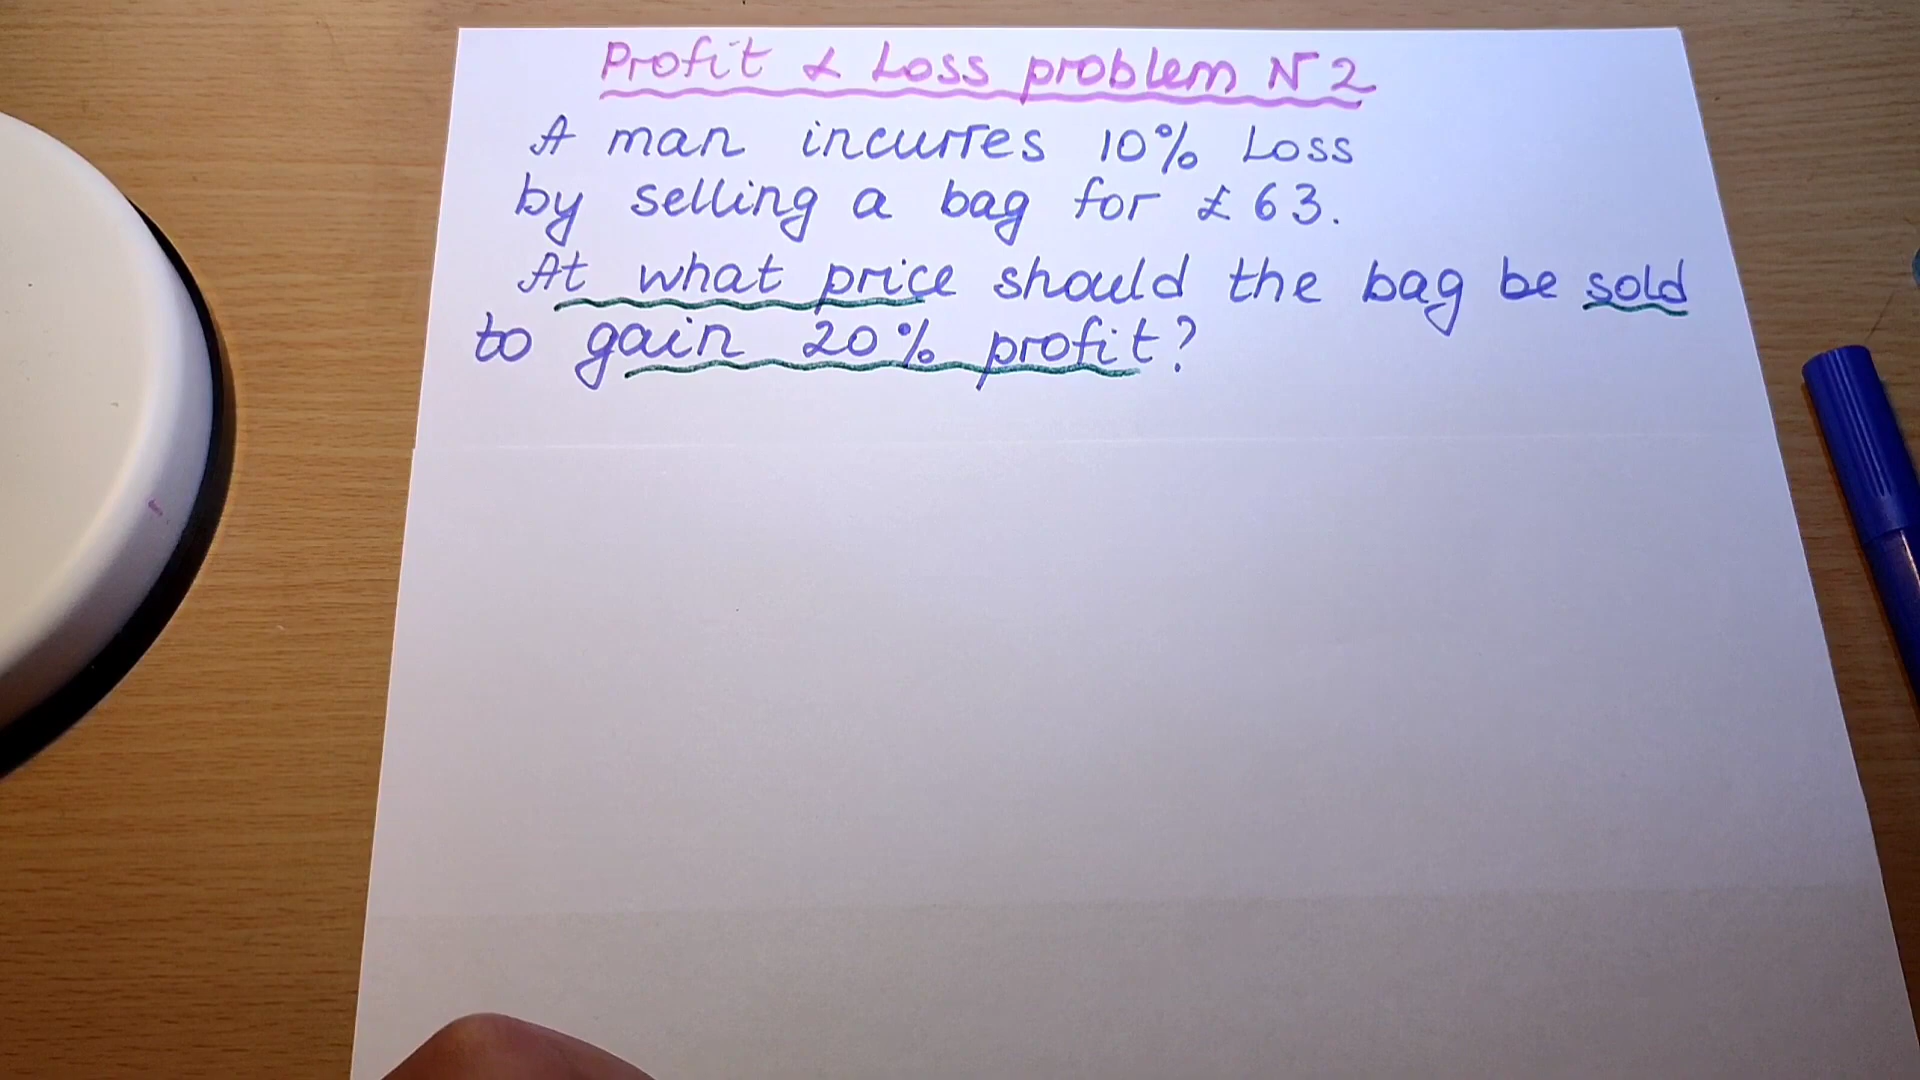 Profit & Loss problem N 2
A man incurres 10% Loss
by selling a bag for £63.
At what price should the bag be sold
to gain 20% profit?